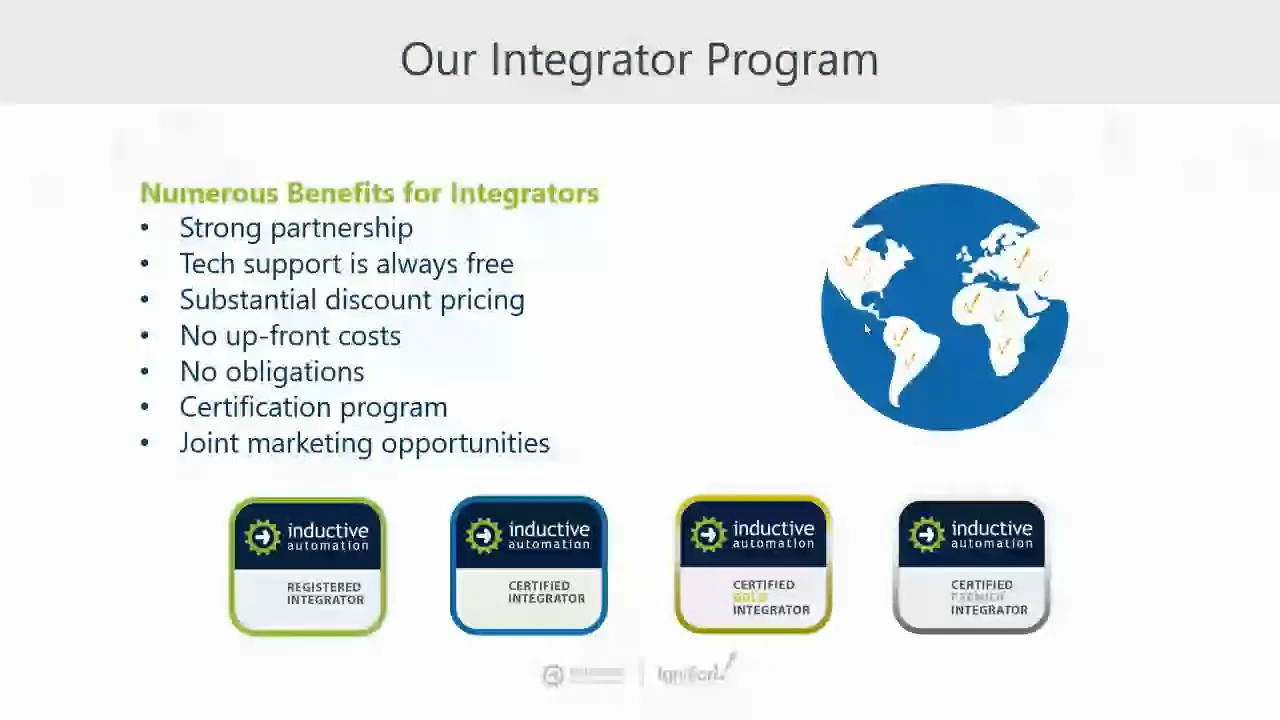 Our Integrator Program
Numerous Benefits for Integrators
• Strong partnership
• Tech support is always free
• Substantial discount pricing
• No up-front costs
• No obligations
• Certification program
• Joint marketing opportunities
inductive
automation
REGISTERED
INTEGRATOR
inductive
automation
CERTIFIED
INTEGRATOR
inductive
automation
CERTIFIED
GOLD
INTEGRATOR
inductive
automation
CERTIFIED
INTEGRATOR
Ignition